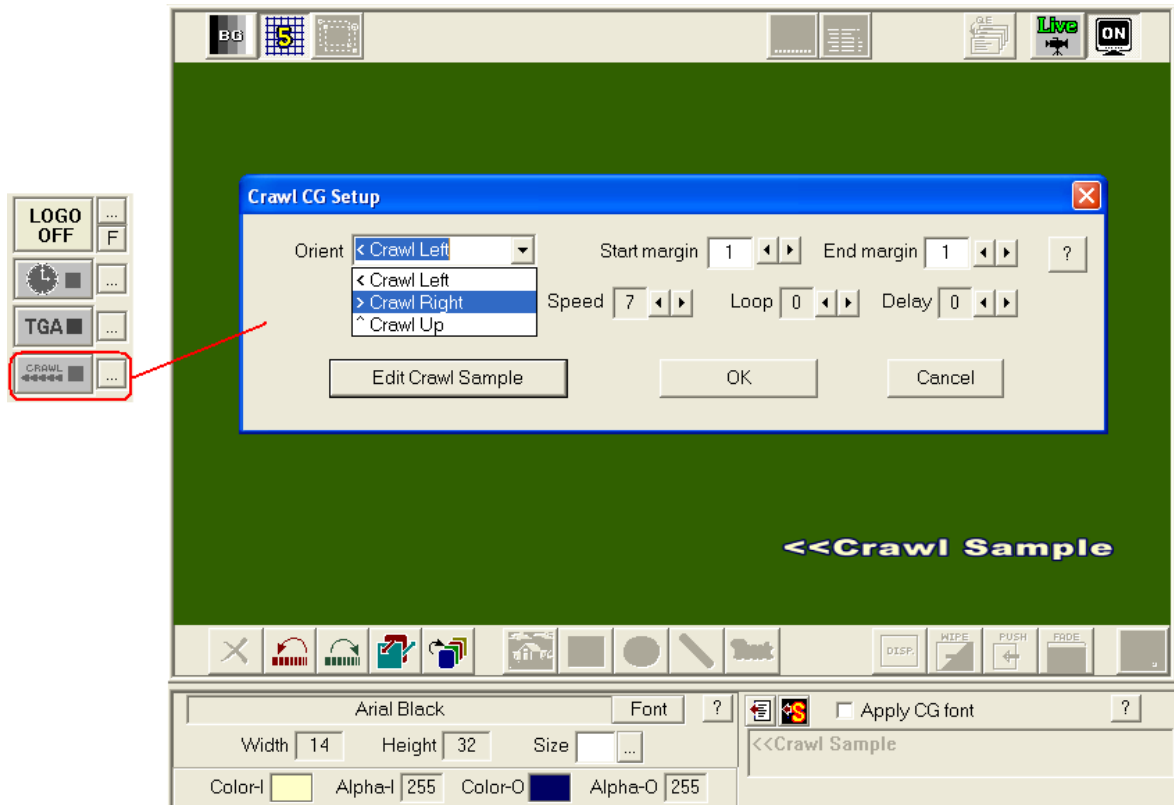 BG 5 QE Live ON
LOGO OFF ... F
...
TGA ...
CRAWL ...
Crawl CG Setup
Orient < Crawl Left Start margin 1 End margin 1 ?
< Crawl Left
> Crawl Right Speed 7 Loop 0 Delay 0
^ Crawl Up
Edit Crawl Sample OK Cancel
<<Crawl Sample
DISP. WIPE PUSH FADE
Arial Black Font ? S Apply CG font ?
Width 14 Height 32 Size ... <<Crawl Sample
Color-I Alpha-I 255 Color-O Alpha-O 255